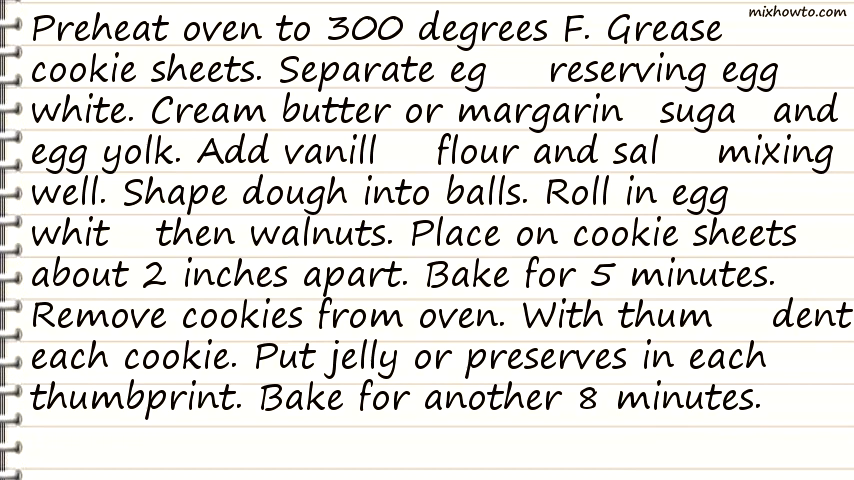 mixhowto.com
Preheat oven to 300 degrees F. Grease
cookie sheets. Separate eg reserving egg
white. Cream butter or margarin suga and
egg yolk. Add vanill flour and sal mixing
well. Shape dough into balls. Roll in egg
whit then walnuts. Place on cookie sheets
about 2 inches apart. Bake for 5 minutes.
Remove cookies from oven. With thum dent
each cookie. Put jelly or preserves in each
thumbprint. Bake for another 8 minutes.